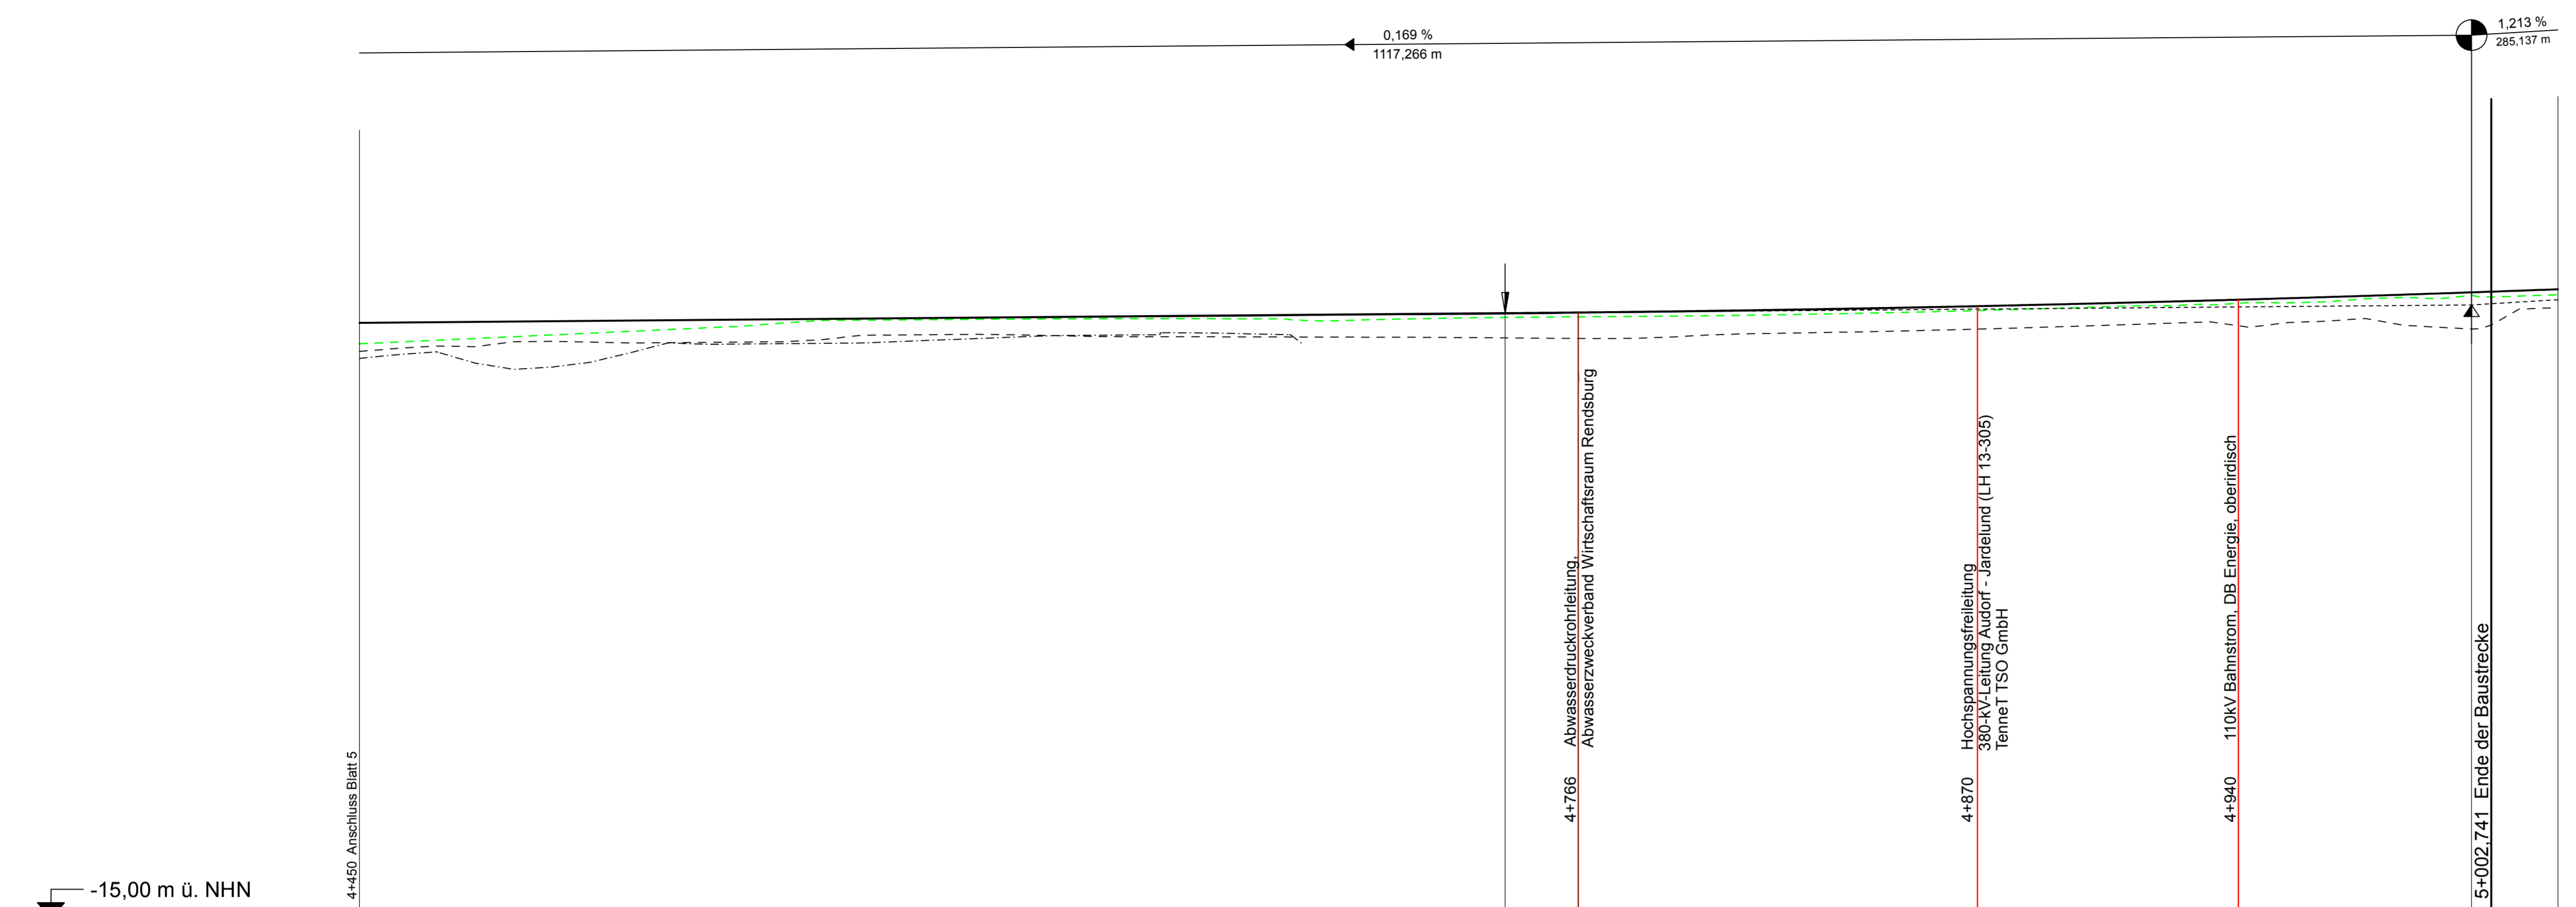 0,169 %
1117,266 m
1,213 %
285,137 m
4+450 Anschluss Blatt 5
4+766 Abwasserdruckrohrleitung,
Abwasserzweckverband Wirtschaftsraum Rendsburg
4+870 Hochspannungsfreileitung
380-kV-Leitung Audorf - Jardelund (LH 13-305)
TenneT TSO GmbH
4+940 110kV Bahnstrom, DB Energie, oberirdisch
5+002,741 Ende der Baustrecke
-15,00 m ü. NHN